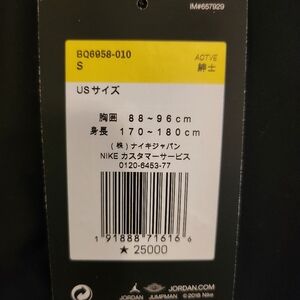 IM#657929
BQ6958-010
S
ACTVE
紳士
USサイズ
胸囲 88~96cm
身長 170~180cm
(株)ナイキジャパン
NIKE カスタマーサービス
0120-6453-77
1 91888 71616 6
★ 25000
JORDAN JUMPMAN
JORDAN.COM
© 2018 Nike